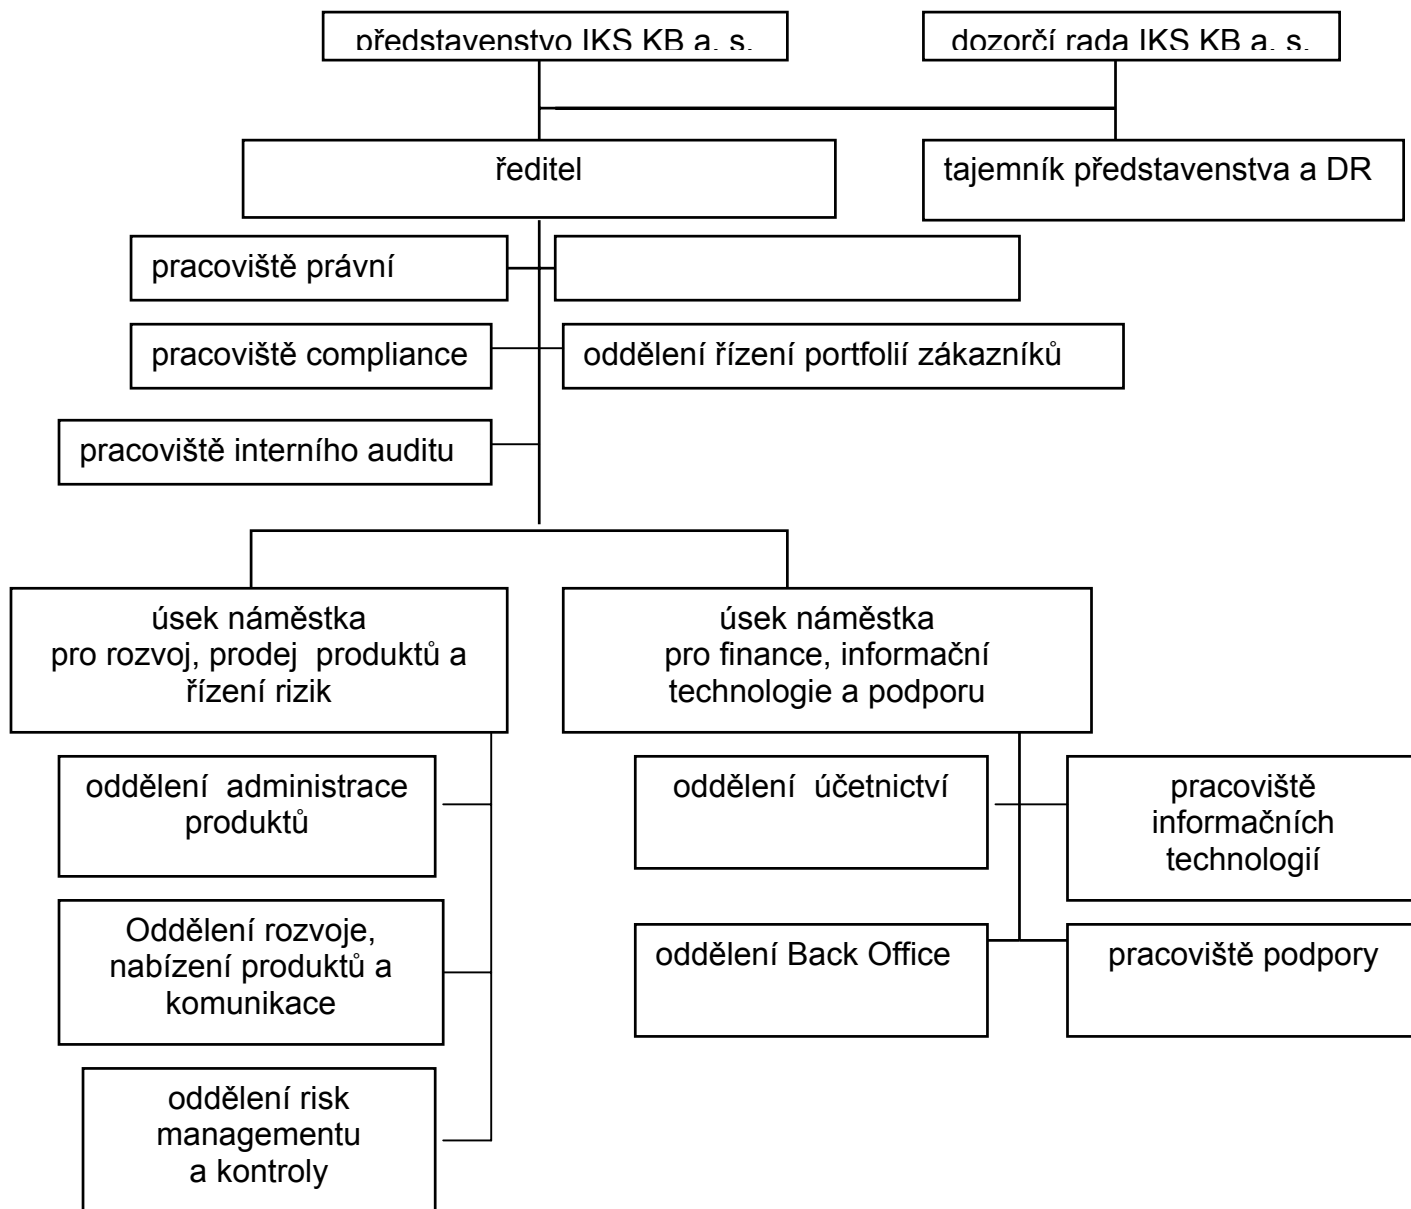 představenstvo IKS KB a. s.
dozorčí rada IKS KB a. s.
ředitel
tajemník představenstva a DR
pracoviště právní
pracoviště compliance
oddělení řízení portfolií zákazníků
pracoviště interního auditu
úsek náměstka
pro rozvoj, prodej produktů a
řízení rizik
úsek náměstka
pro finance, informační
technologie a podporu
oddělení administrace
produktů
oddělení účetnictví
pracoviště
informačních
technologií
Oddělení rozvoje,
nabízení produktů a
komunikace
oddělení Back Office
pracoviště podpory
oddělení risk
managementu
a kontroly